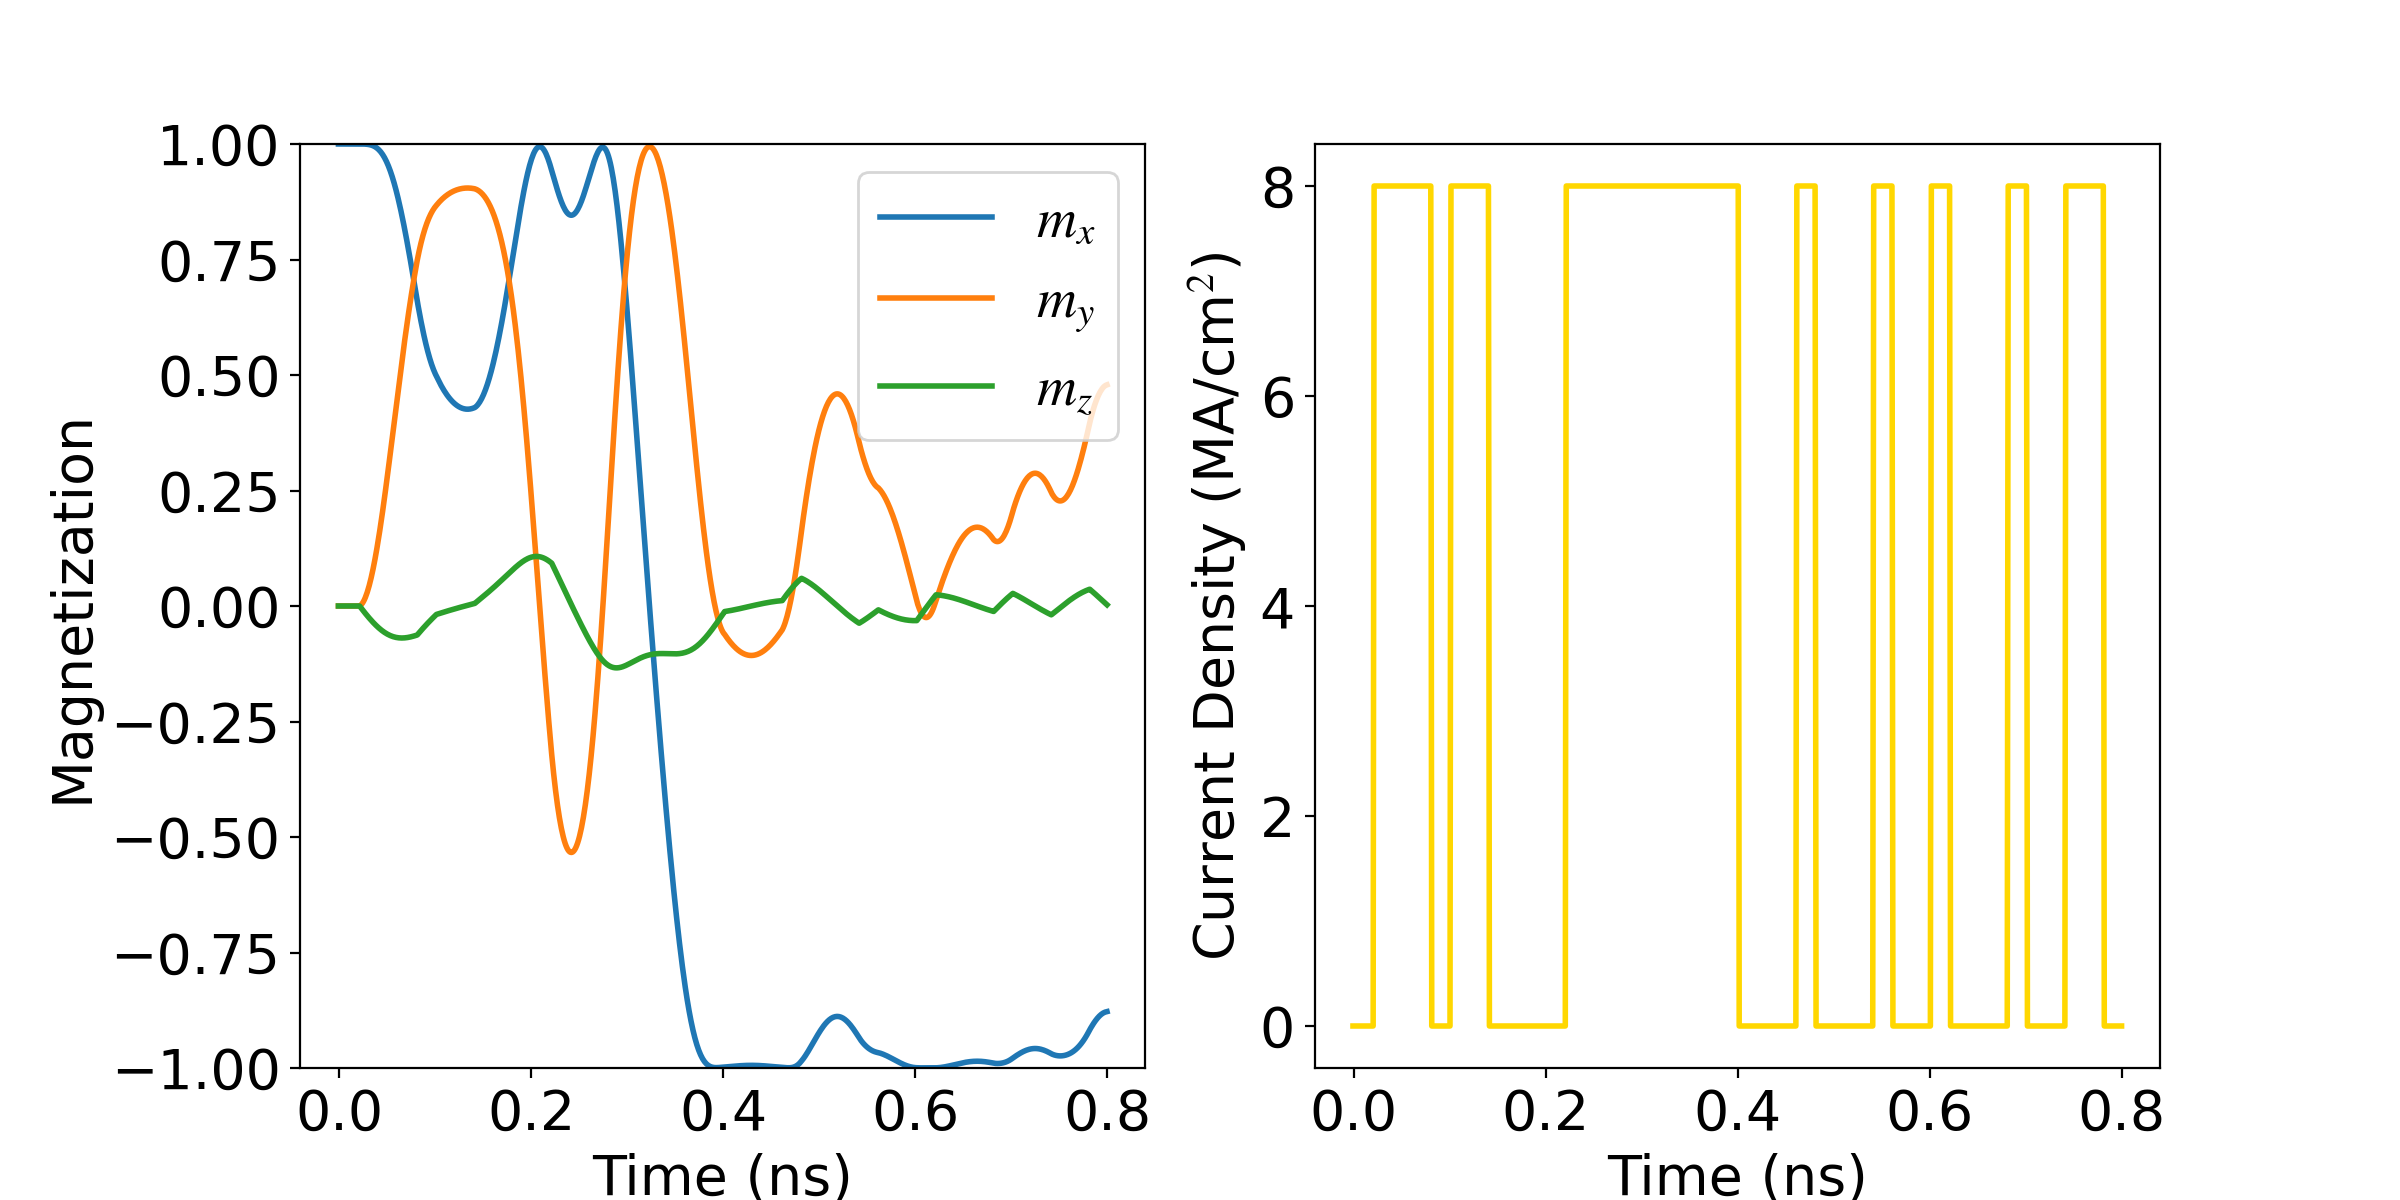 Magnetization
1.00
0.75
0.50
0.25
0.00
−0.25
−0.50
−0.75
−1.00
0.0 0.2 0.4 0.6 0.8
Time (ns)
m_x
m_y
m_z
Current Density (MA/cm²)
8
6
4
2
0
0.0 0.2 0.4 0.6 0.8
Time (ns)